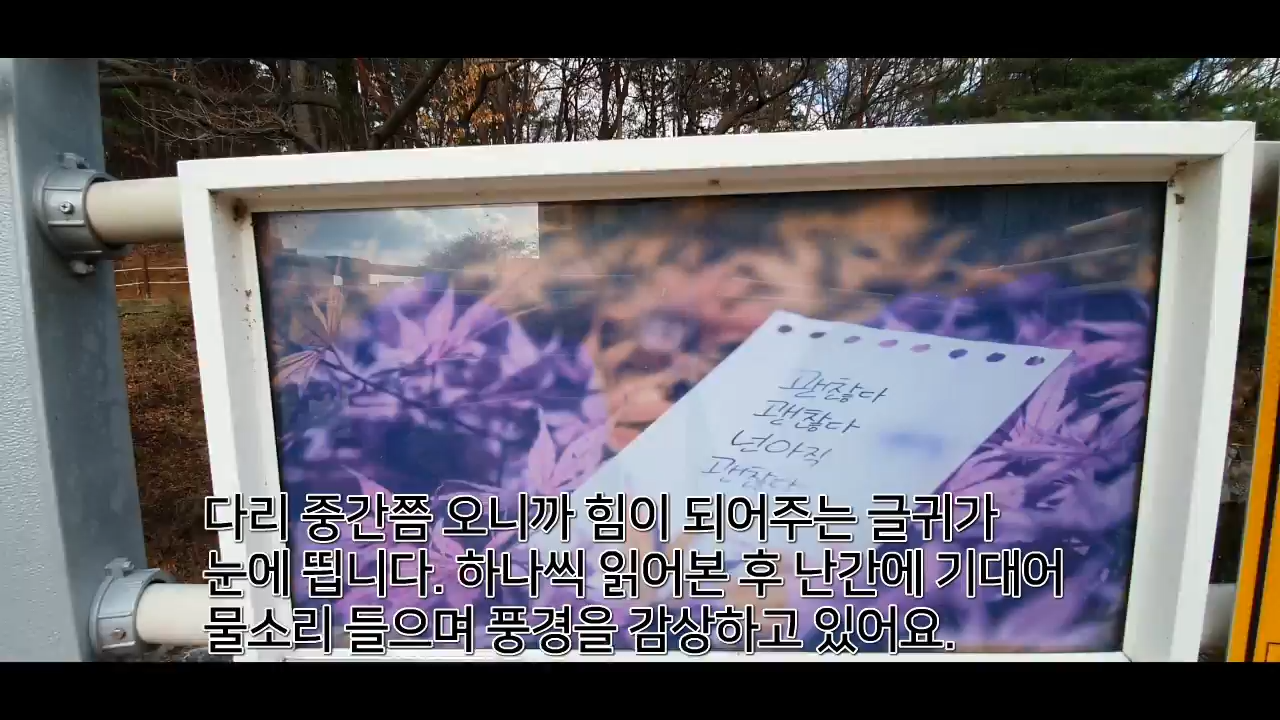 괜찮다
괜찮다
넌아직
괜찮다
다리 중간쯤 오니까 힘이 되어주는 글귀가
눈에 띕니다. 하나씩 읽어본 후 난간에 기대어
물소리 들으며 풍경을 감상하고 있어요.